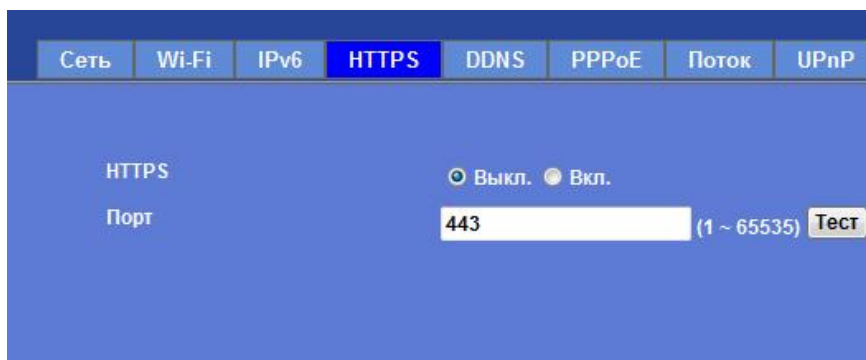 Сеть Wi-Fi IPv6 HTTPS DDNS PPPoE Поток UPnP
HTTPS Выкл. Вкл.
Порт 443 (1 ~ 65535) Тест